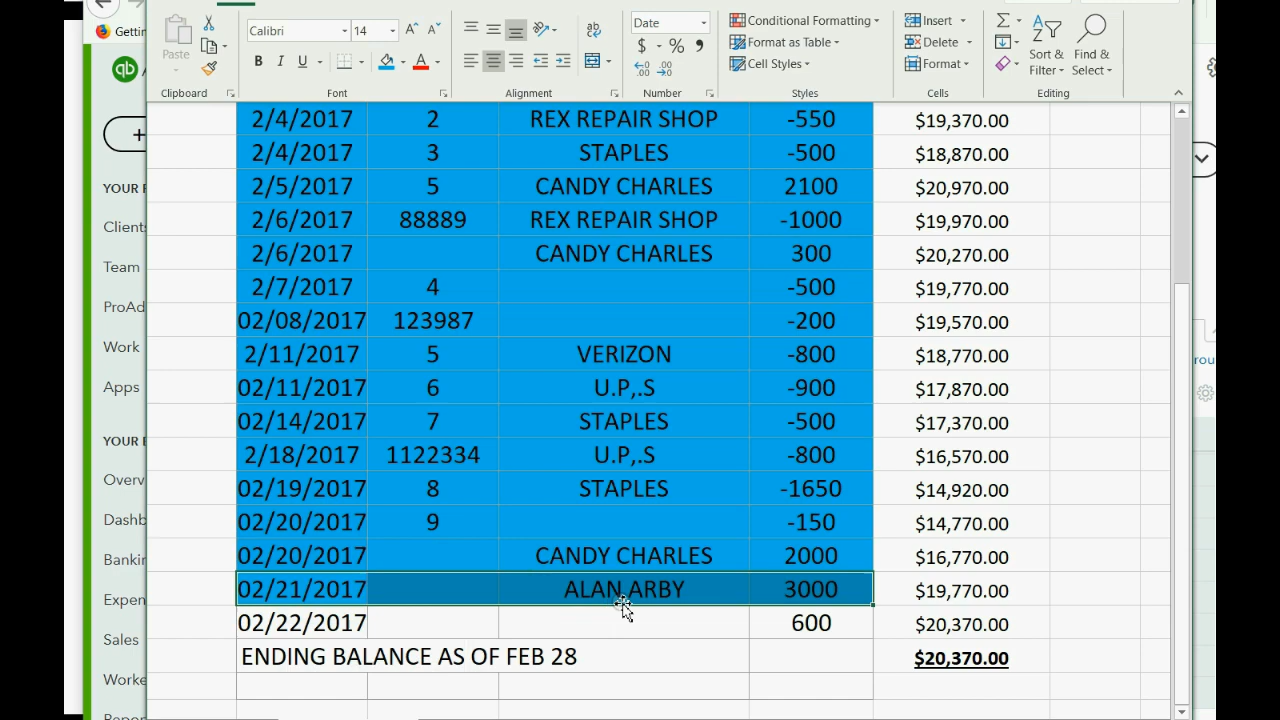 Gettin
Calibri 14 Date
Paste
B I U $ % ,
Conditional Formatting
Format as Table
Cell Styles
Insert
Delete
Format
Sort & Filter
Find & Select
Clipboard Font Alignment Number Styles Cells Editing
qb
+
YOUR
Clients
Team
ProAd
Work
Apps
YOUR
Overv
Dashb
Bankin
Expen
Sales
Worke
Repor
rou
2/4/2017 2 REX REPAIR SHOP -550 $19,370.00
2/4/2017 3 STAPLES -500 $18,870.00
2/5/2017 5 CANDY CHARLES 2100 $20,970.00
2/6/2017 88889 REX REPAIR SHOP -1000 $19,970.00
2/6/2017 CANDY CHARLES 300 $20,270.00
2/7/2017 4 -500 $19,770.00
02/08/2017 123987 -200 $19,570.00
2/11/2017 5 VERIZON -800 $18,770.00
02/11/2017 6 U.P,.S -900 $17,870.00
02/14/2017 7 STAPLES -500 $17,370.00
2/18/2017 1122334 U.P,.S -800 $16,570.00
02/19/2017 8 STAPLES -1650 $14,920.00
02/20/2017 9 -150 $14,770.00
02/20/2017 CANDY CHARLES 2000 $16,770.00
02/21/2017 ALAN ARBY 3000 $19,770.00
02/22/2017 600 $20,370.00
ENDING BALANCE AS OF FEB 28 $20,370.00